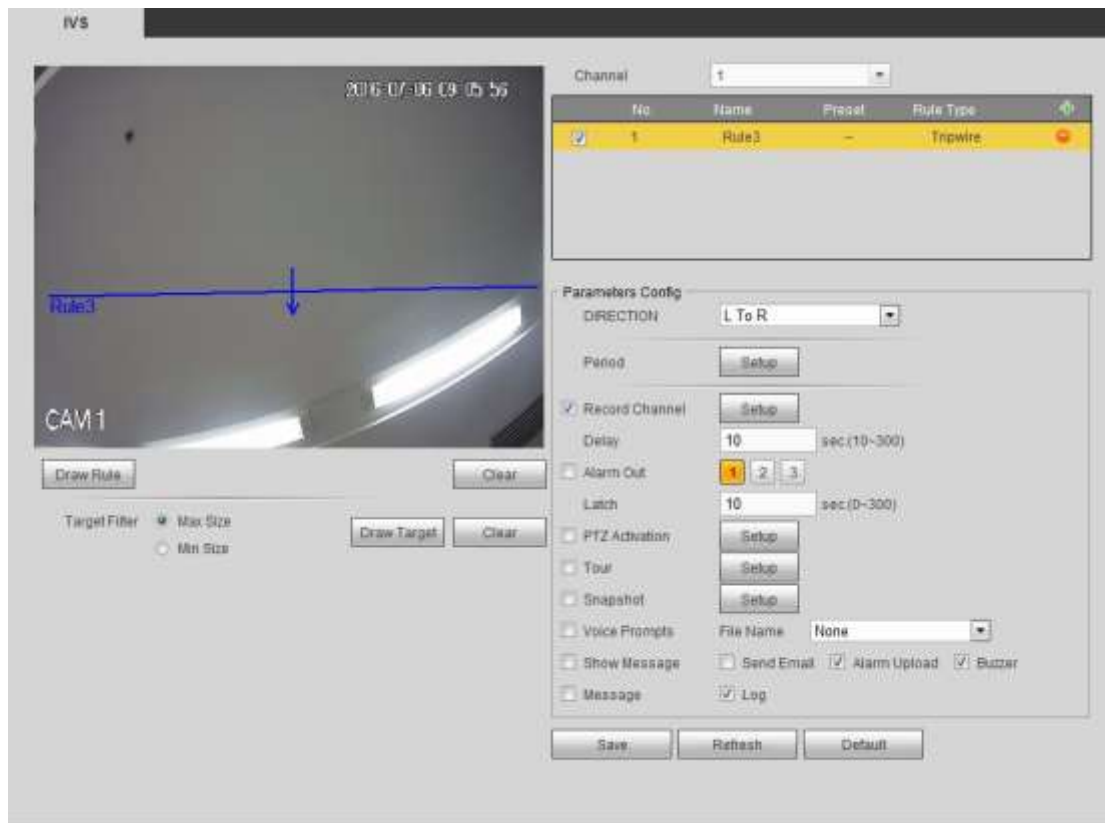 IVS
2016-07-06 09:05:56
Rule3
CAM 1
Draw Rule Clear
Target Filter Max Size
Min Size
Draw Target Clear
Channel 1
No. Name Preset Rule Type
1 Rule3 -- Tripwire
Parameters Config
DIRECTION L To R
Period Setup
Record Channel Setup
Delay 10 sec.(10~300)
Alarm Out 1 2 3
Latch 10 sec.(0~300)
PTZ Activation Setup
Tour Setup
Snapshot Setup
Voice Prompts File Name None
Show Message Send Email Alarm Upload Buzzer
Message Log
Save Refresh Default